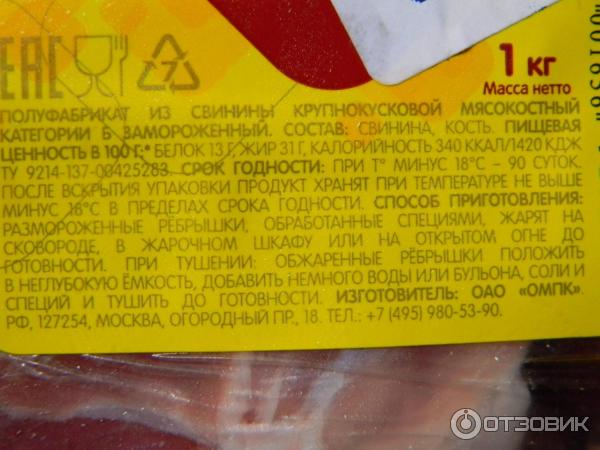 EAC
7
1 кг
Масса нетто
ПОЛУФАБРИКАТ ИЗ СВИНИНЫ КРУПНОКУСКОВОЙ МЯСОКОСТНЫЙ
КАТЕГОРИИ Б ЗАМОРОЖЕННЫЙ. СОСТАВ: СВИНИНА, КОСТЬ. ПИЩЕВАЯ
ЦЕННОСТЬ В 100 Г:* БЕЛОК 13 Г, ЖИР 31 Г, КАЛОРИЙНОСТЬ 340 ККАЛ/1420 КДЖ
ТУ 9214-137-00425283. СРОК ГОДНОСТИ: ПРИ Т° МИНУС 18°С – 90 СУТОК.
ПОСЛЕ ВСКРЫТИЯ УПАКОВКИ ПРОДУКТ ХРАНЯТ ПРИ ТЕМПЕРАТУРЕ НЕ ВЫШЕ
МИНУС 18°С В ПРЕДЕЛАХ СРОКА ГОДНОСТИ. СПОСОБ ПРИГОТОВЛЕНИЯ:
РАЗМОРОЖЕННЫЕ РЁБРЫШКИ, ОБРАБОТАННЫЕ СПЕЦИЯМИ, ЖАРЯТ НА
СКОВОРОДЕ, В ЖАРОЧНОМ ШКАФУ ИЛИ НА ОТКРЫТОМ ОГНЕ ДО
ГОТОВНОСТИ. ПРИ ТУШЕНИИ: ОБЖАРЕННЫЕ РЁБРЫШКИ ПОЛОЖИТЬ
В НЕГЛУБОКУЮ ЁМКОСТЬ, ДОБАВИТЬ НЕМНОГО ВОДЫ ИЛИ БУЛЬОНА, СОЛИ И
СПЕЦИЙ И ТУШИТЬ ДО ГОТОВНОСТИ. ИЗГОТОВИТЕЛЬ: ОАО «ОМПК».
РФ, 127254, МОСКВА, ОГОРОДНЫЙ ПР., 18. ТЕЛ.: +7 (495) 980-53-90.
ОТЗОВИК